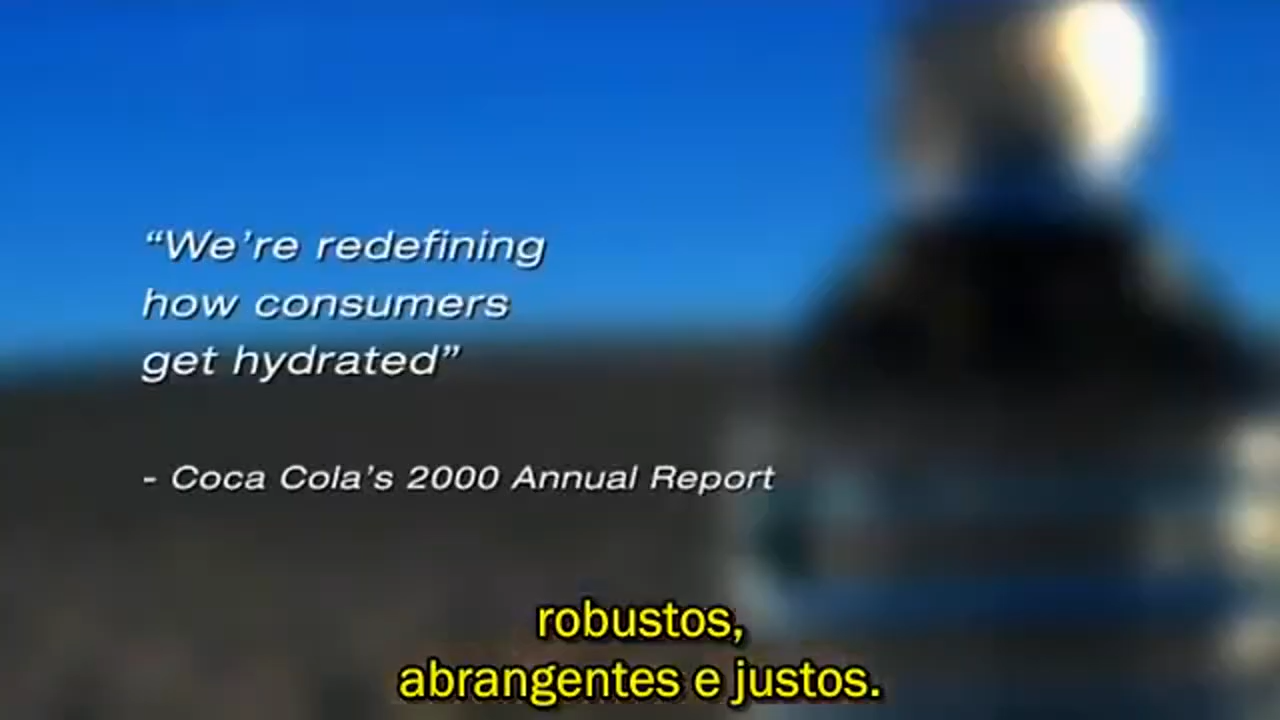 “We’re redefining
how consumers
get hydrated”
- Coca Cola’s 2000 Annual Report
robustos,
abrangentes e justos.